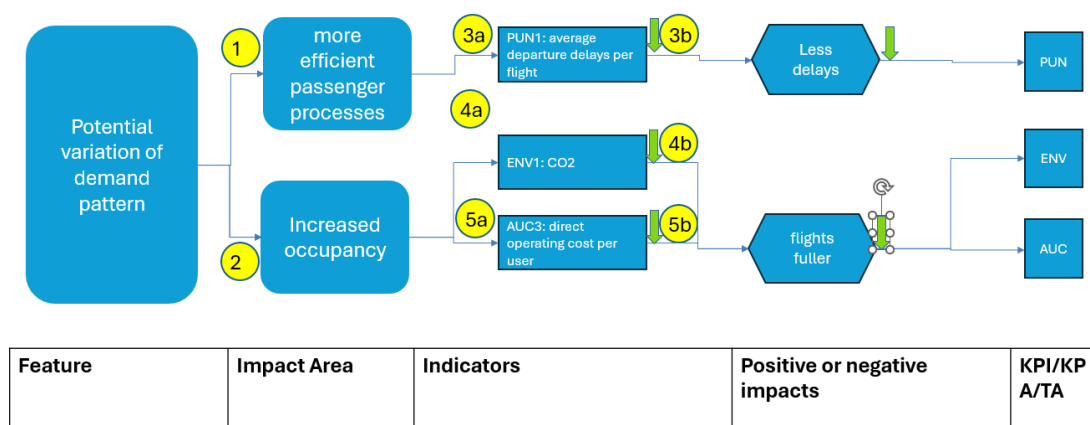 Potential
variation of
demand
pattern
1
more
efficient
passenger
processes
2
Increased
occupancy
3a
PUN1: average
departure delays per
flight
3b
4a
ENV1: CO2
4b
5a
AUC3: direct
operating cost per
user
5b
Less
delays
flights
fuller
PUN
ENV
AUC
Feature
Impact Area
Indicators
Positive or negative
impacts
KPI/KP
A/TA